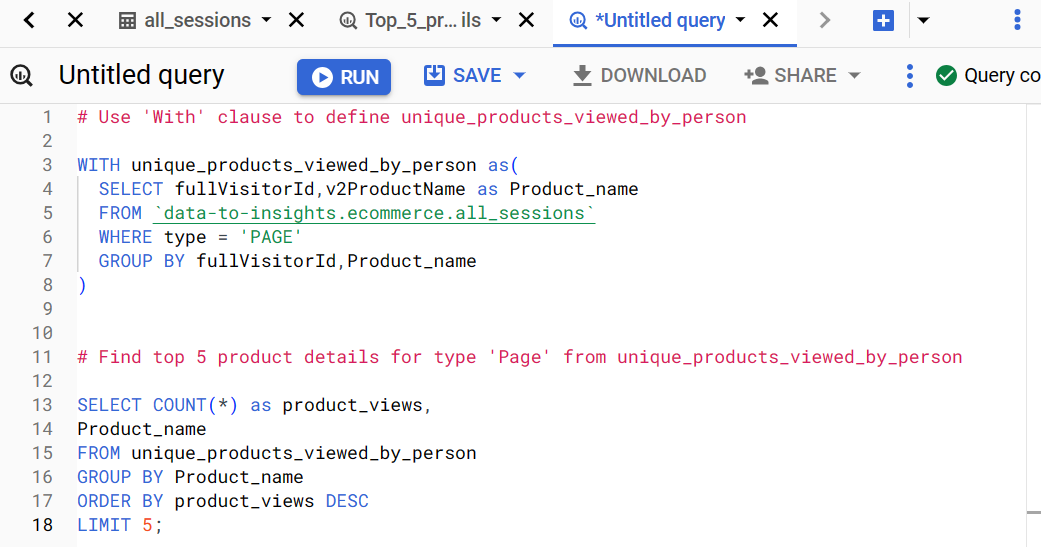 all_sessions Top_5_pr... ils *Untitled query
Untitled query RUN SAVE DOWNLOAD SHARE Query co
1 # Use 'With' clause to define unique_products_viewed_by_person
2
3 WITH unique_products_viewed_by_person as(
4 SELECT fullVisitorId,v2ProductName as Product_name
5 FROM `data-to-insights.ecommerce.all_sessions`
6 WHERE type = 'PAGE'
7 GROUP BY fullVisitorId,Product_name
8 )
9
10
11 # Find top 5 product details for type 'Page' from unique_products_viewed_by_person
12
13 SELECT COUNT(*) as product_views,
14 Product_name
15 FROM unique_products_viewed_by_person
16 GROUP BY Product_name
17 ORDER BY product_views DESC
18 LIMIT 5;